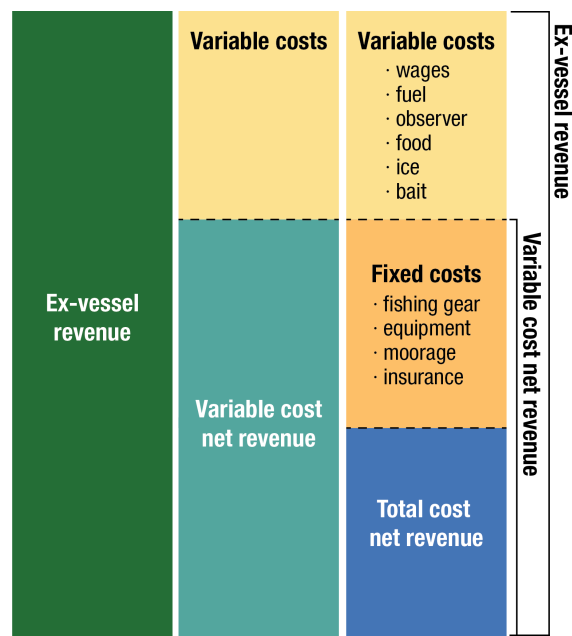 Ex-vessel
revenue
Variable costs
Variable cost
net revenue
Variable costs
· wages
· fuel
· observer
· food
· ice
· bait
Fixed costs
· fishing gear
· equipment
· moorage
· insurance
Total cost
net revenue
Variable cost net revenue
Ex-vessel revenue